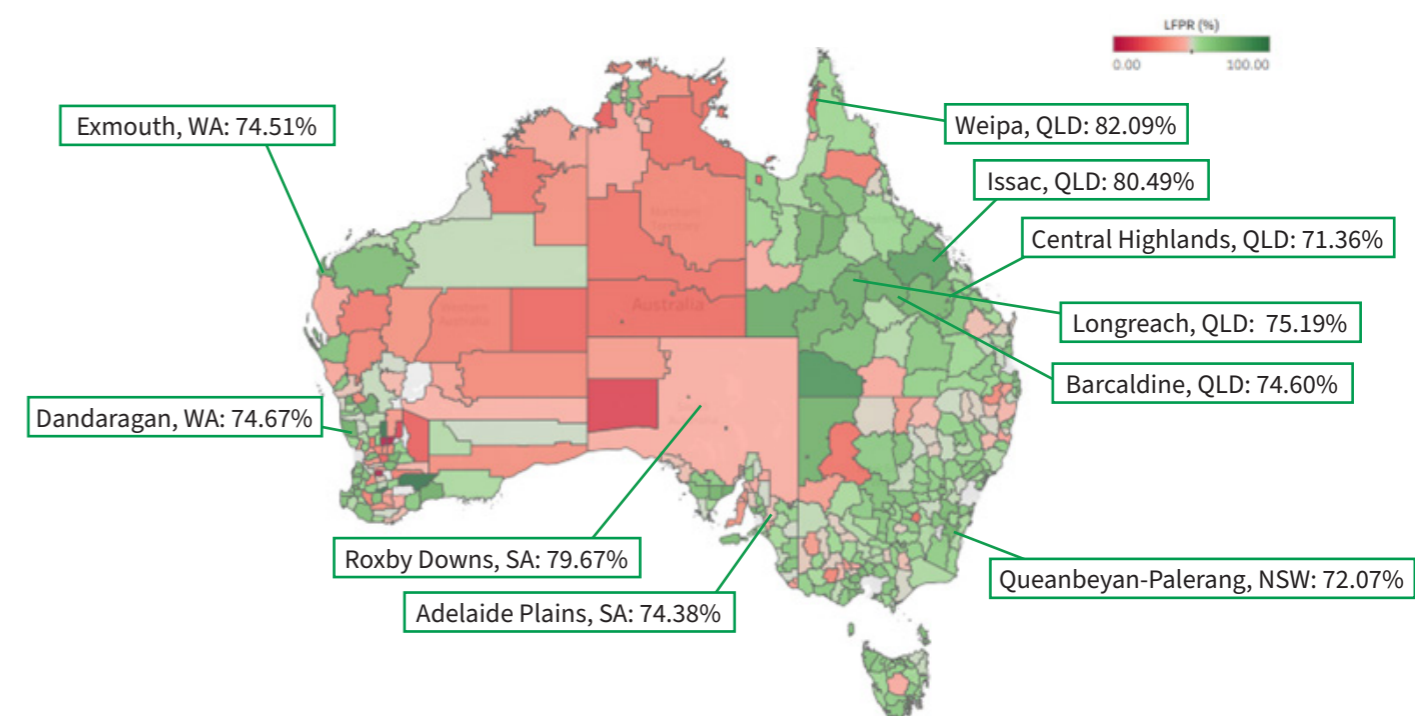 LFPR (%)
0.00 100.00
Exmouth, WA: 74.51%
Weipa, QLD: 82.09%
Issac, QLD: 80.49%
Central Highlands, QLD: 71.36%
Australia
Longreach, QLD: 75.19%
Barcaldine, QLD: 74.60%
Dandaragan, WA: 74.67%
Roxby Downs, SA: 79.67%
Queanbeyan-Palerang, NSW: 72.07%
Adelaide Plains, SA: 74.38%